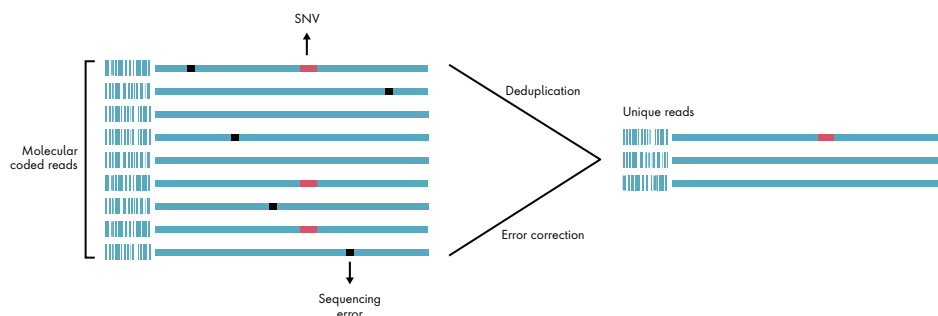 SNV
Molecular
coded reads
Deduplication
Error correction
Sequencing
error
Unique reads